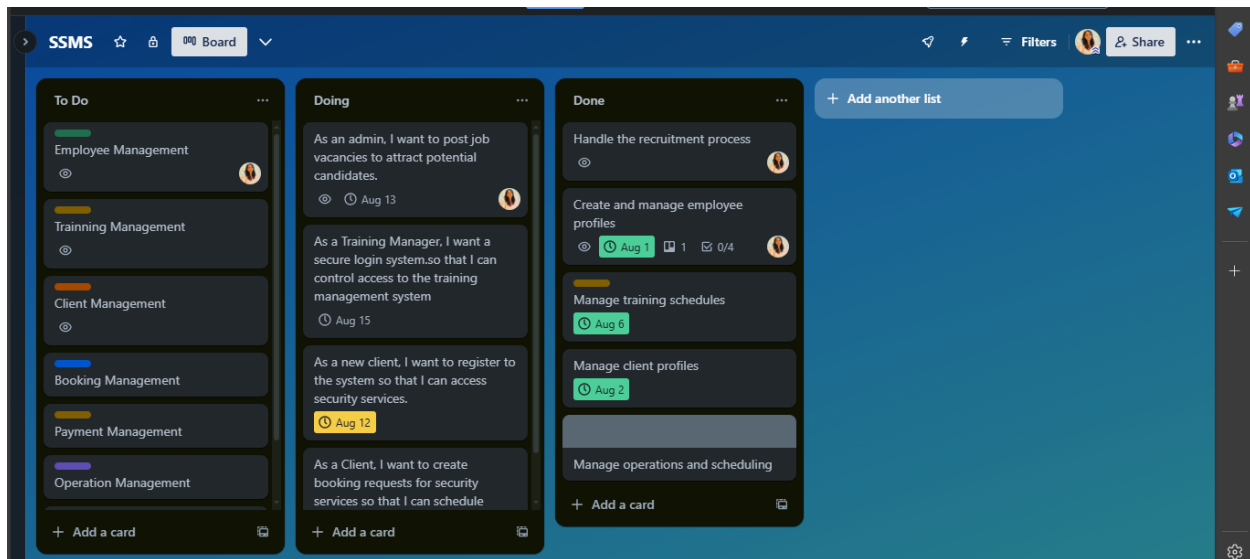 SSMS
Board
Filters
Share
To Do
Employee Management
Trainning Management
Client Management
Booking Management
Payment Management
Operation Management
+ Add a card
Doing
As an admin, I want to post job
vacancies to attract potential
candidates.
Aug 13
As a Training Manager, I want a
secure login system.so that I can
control access to the training
management system
Aug 15
As a new client, I want to register to
the system so that I can access
security services.
Aug 12
As a Client, I want to create
booking requests for security
services so that I can schedule
+ Add a card
Done
Handle the recruitment process
Create and manage employee
profiles
Aug 1 1 0/4
Manage training schedules
Aug 6
Manage client profiles
Aug 2
Manage operations and scheduling
+ Add a card
+ Add another list